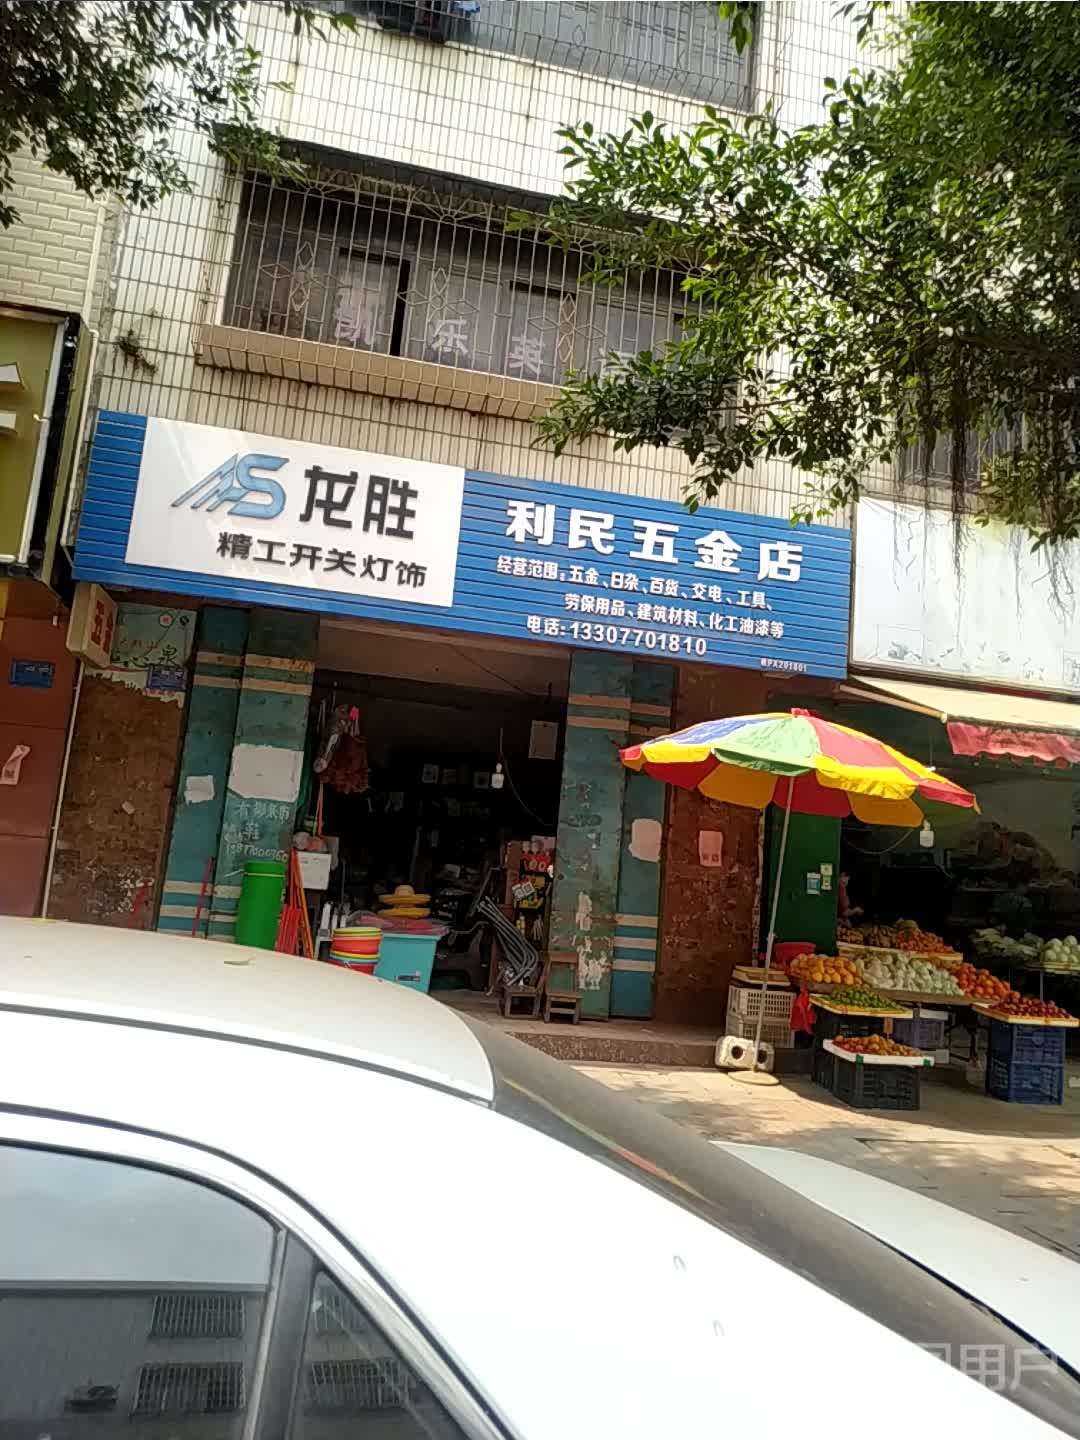 凯乐英
龙胜
精工开关灯饰
利民五金店
经营范围：五金、日杂、百货、交电、工具、
劳保用品、建筑材料、化工油漆等
电话：13307701810
用户